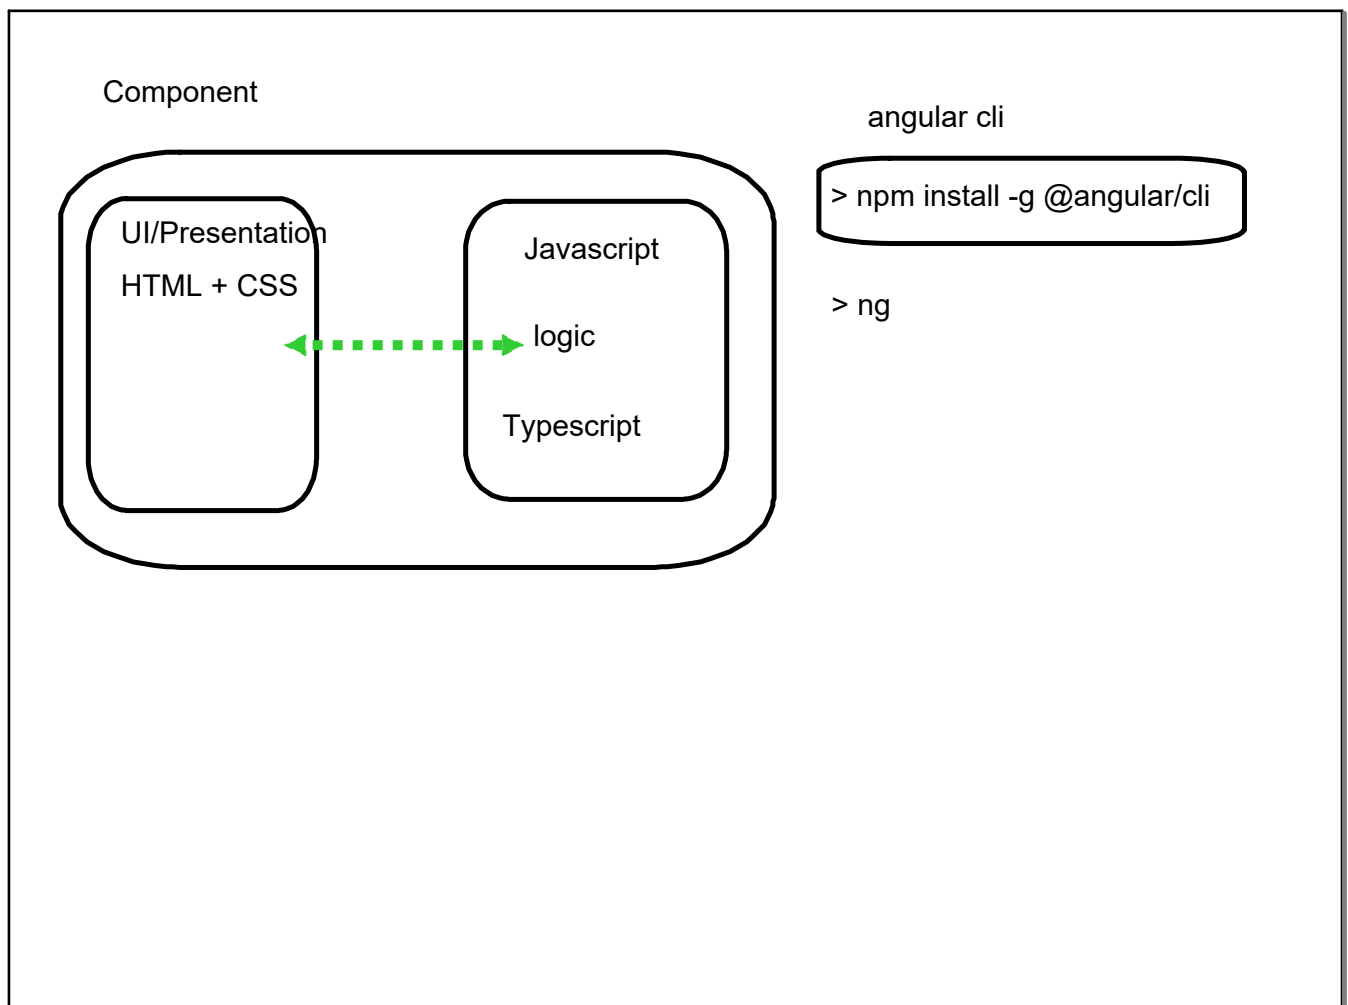 Component
UI/Presentation
HTML + CSS
Javascript
logic
Typescript
angular cli
> npm install -g @angular/cli
> ng